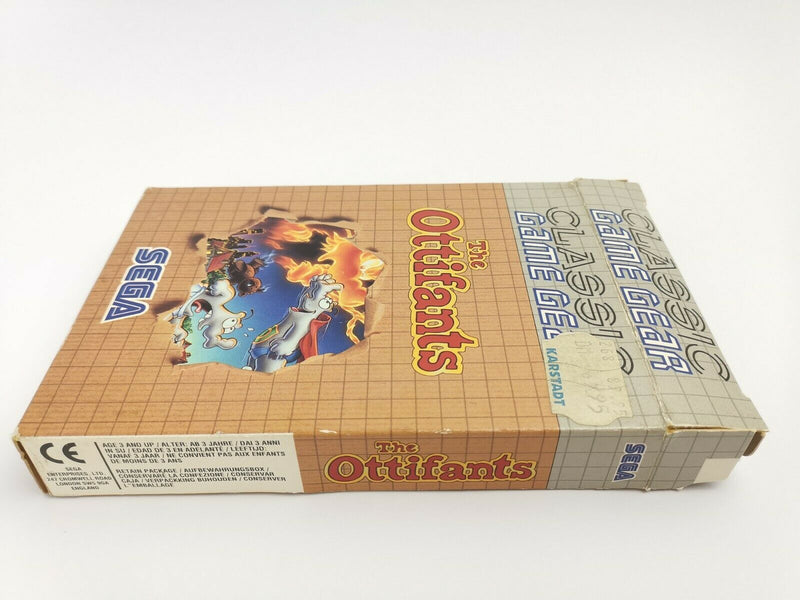 CLASSIC
GAME GEAR
CLASSIC
GAME GEA
The
Ottifants
SEGA
KARSTADT
CE
SEGA
ENTERPRISES, LTD.
247 CROMWELL ROAD
LONDON SW5 9GA
ENGLAND
AGE 3 AND UP / ALTER: AB 3 JAHRE / DAI 3 ANNI
IN SU / EDAD DE 3 EN ADELANTE / LEEFTIJD:
VANAF 3 JAAR / NE CONVIENT PAS AUX ENFANTS
DE MOINS DE 3 ANS
RETAIN PACKAGE / AUFBEWAHRUNGSBOX /
CONSERVARE LA CONFEZIONE / CONSERVAR
CAJA / VERPACKKING BUHOUDEN / CONSERVER
L'EMBALLAGE
The
Ottifants
SEGA